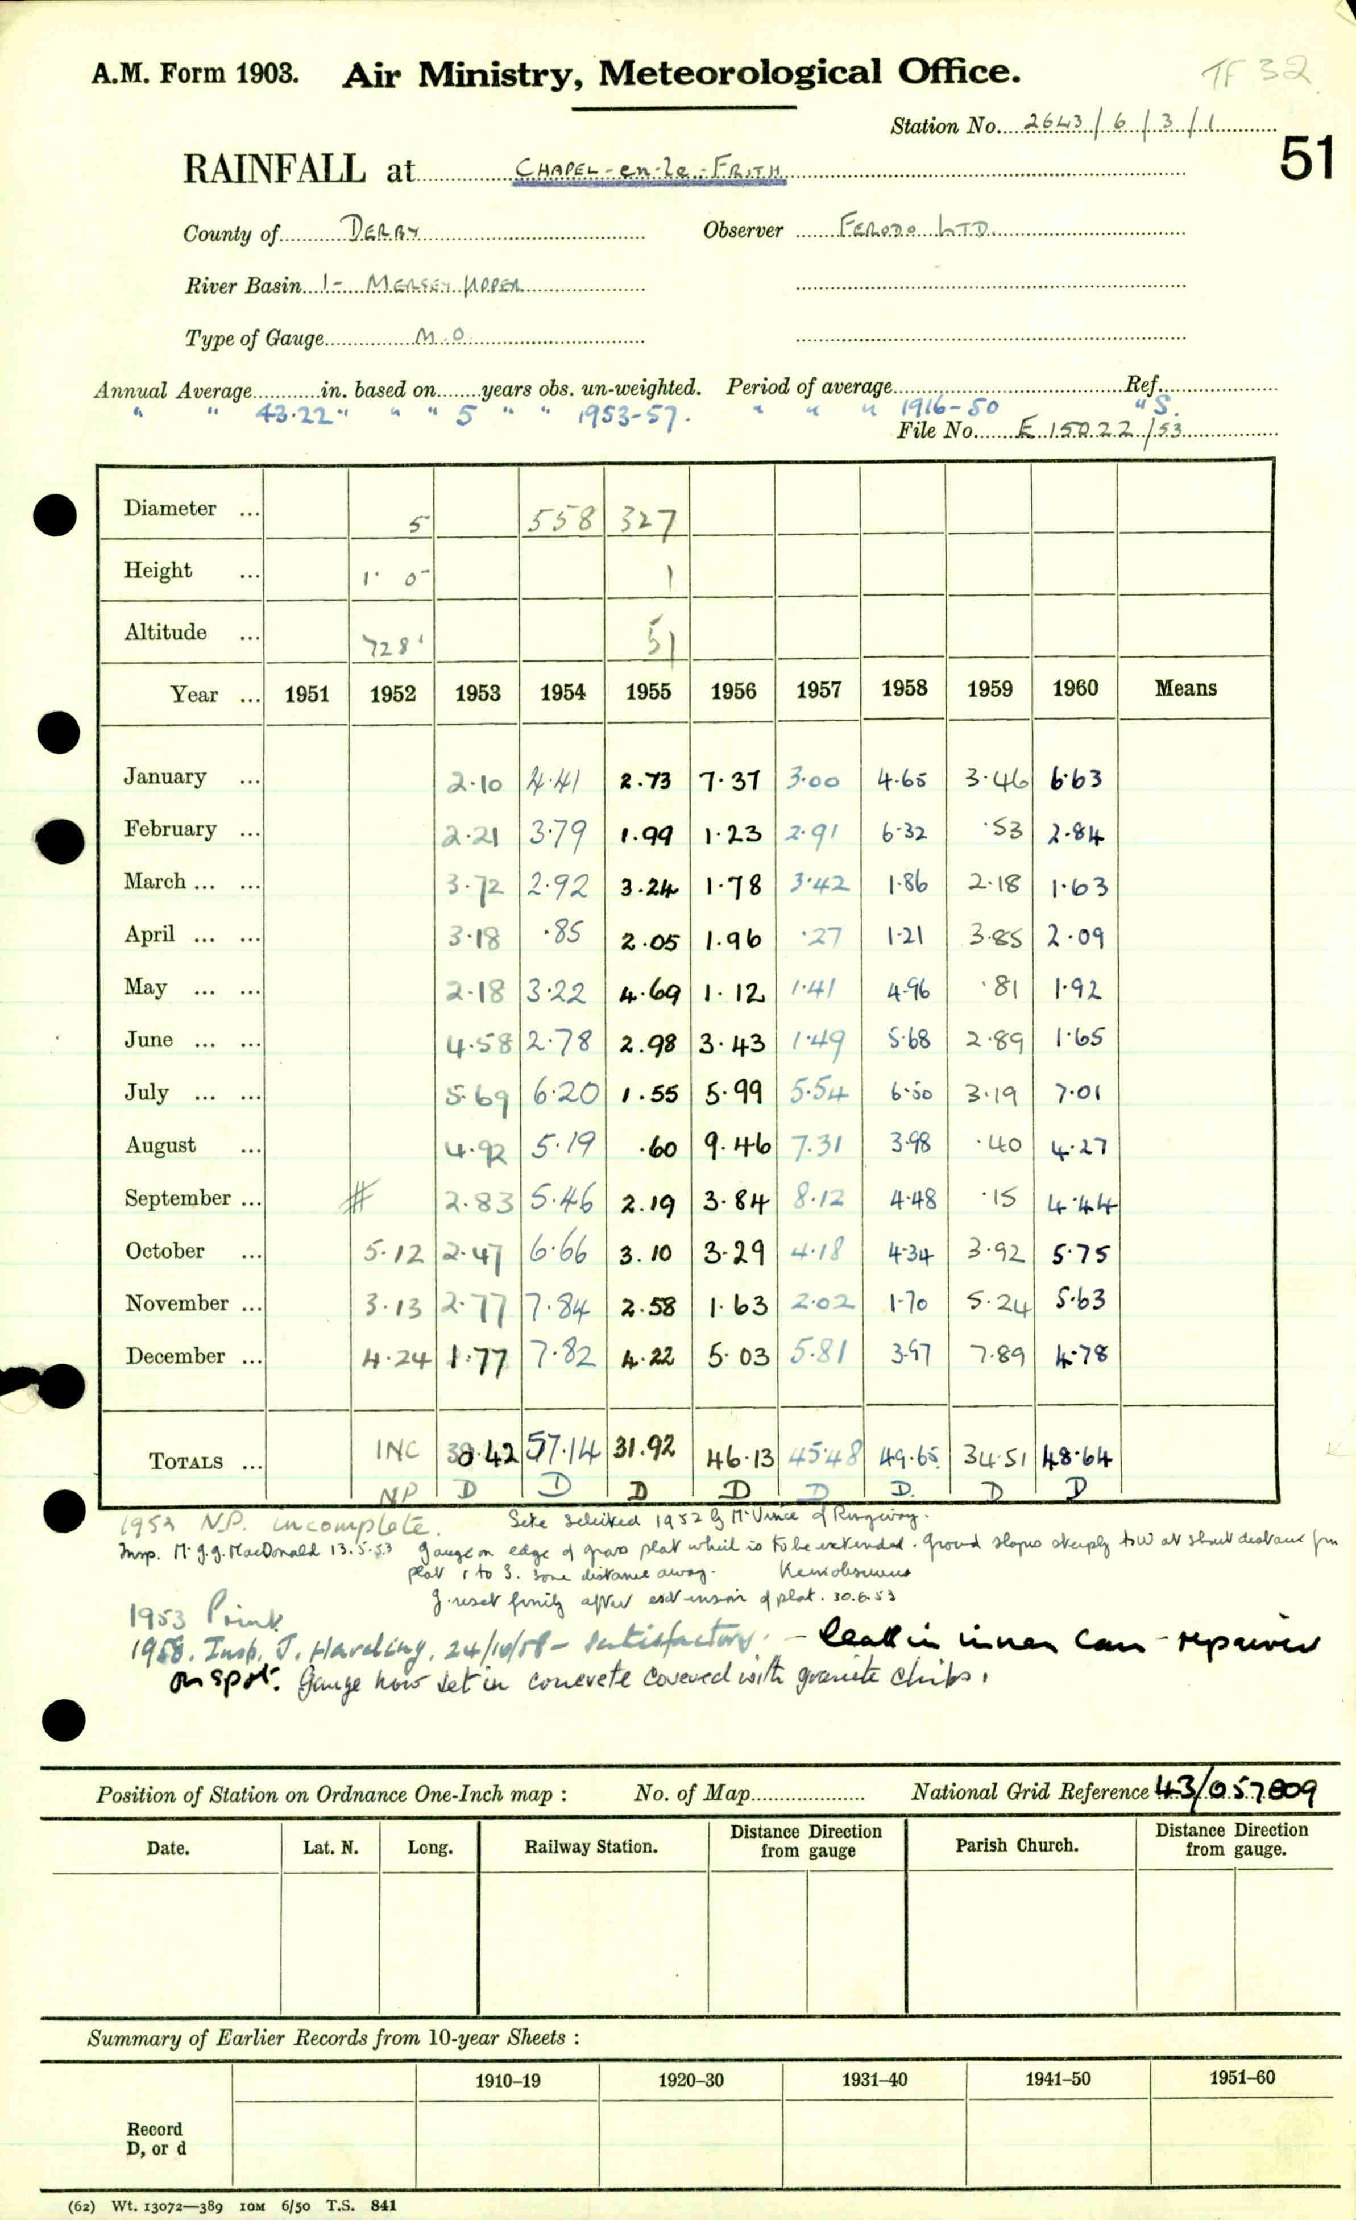 TF 32
A.M. Form 1903. Air Ministry, Meteorological Office.
Station No. 2643/6/3/1
51
RAINFALL at CHAPEL-en-le-FRITH
County of DERBY Observer FERODO LTD.
River Basin 1- MERSEY UPPER
Type of Gauge M.O.
Annual Average in. based on years obs. un-weighted. Period of average Ref.
" " 43.22" " " 5 " " 1953-57. " " " 1916-50 "S.
File No. E 15022/53
Diameter ... 5 558 327
Height ... 1' 0" 1
Altitude ... 728' 51
Year ... 1951 1952 1953 1954 1955 1956 1957 1958 1959 1960 Means
January ... 2.10 4.41 2.73 7.37 3.00 4.65 3.46 6.63
February ... 2.21 3.79 1.99 1.23 2.91 6.32 .53 2.84
March ... ... 3.72 2.92 3.24 1.78 3.42 1.86 2.18 1.63
April ... ... 3.18 .85 2.05 1.96 .27 1.21 3.85 2.09
May ... ... 2.18 3.22 4.69 1.12 1.41 4.96 .81 1.92
June ... ... 4.58 2.78 2.98 3.43 1.49 5.68 2.89 1.65
July ... ... 5.69 6.20 1.55 5.99 5.54 6.50 3.19 7.01
August ... 4.92 5.19 .60 9.46 7.31 3.98 .40 4.27
September ... # 2.83 5.46 2.19 3.84 8.12 4.48 .15 4.44
October ... 5.12 2.47 6.66 3.10 3.29 4.18 4.34 3.92 5.75
November ... 3.13 2.77 7.84 2.58 1.63 2.02 1.70 5.24 5.63
December ... 4.24 1.77 7.82 4.22 5.03 5.81 3.97 7.89 4.78
TOTALS ... INC 38.42 57.14 31.92 46.13 45.48 49.65 34.51 48.64
NP D D D D D D. D D
1952 N.P. incomplete. Site selected 1952 by Mr Vince of Ringway.
Insp. Mr J.G. MacDonald 13.5.53 Gauge on edge of grass plat which is to be extended. Ground slopes steeply to W at short distance from
plat & to S. some distance away. Keen observers
G. reset firmly after extension of plat. 30.6.53
1953 Print
1958. Insp. J. Harding. 24/10/58 – satisfactory. – leak in inner can – repaired
on spot. Gauge now set in concrete covered with granite chips.
Position of Station on Ordnance One-Inch map : No. of Map National Grid Reference 43/057809
Date. Lat. N. Long. Railway Station. Distance Direction from gauge Parish Church. Distance Direction from gauge.
Summary of Earlier Records from 10-year Sheets :
1910–19 1920–30 1931–40 1941–50 1951–60
Record
D, or d
(62) Wt. 13072—389 10M 6/50 T.S. 841